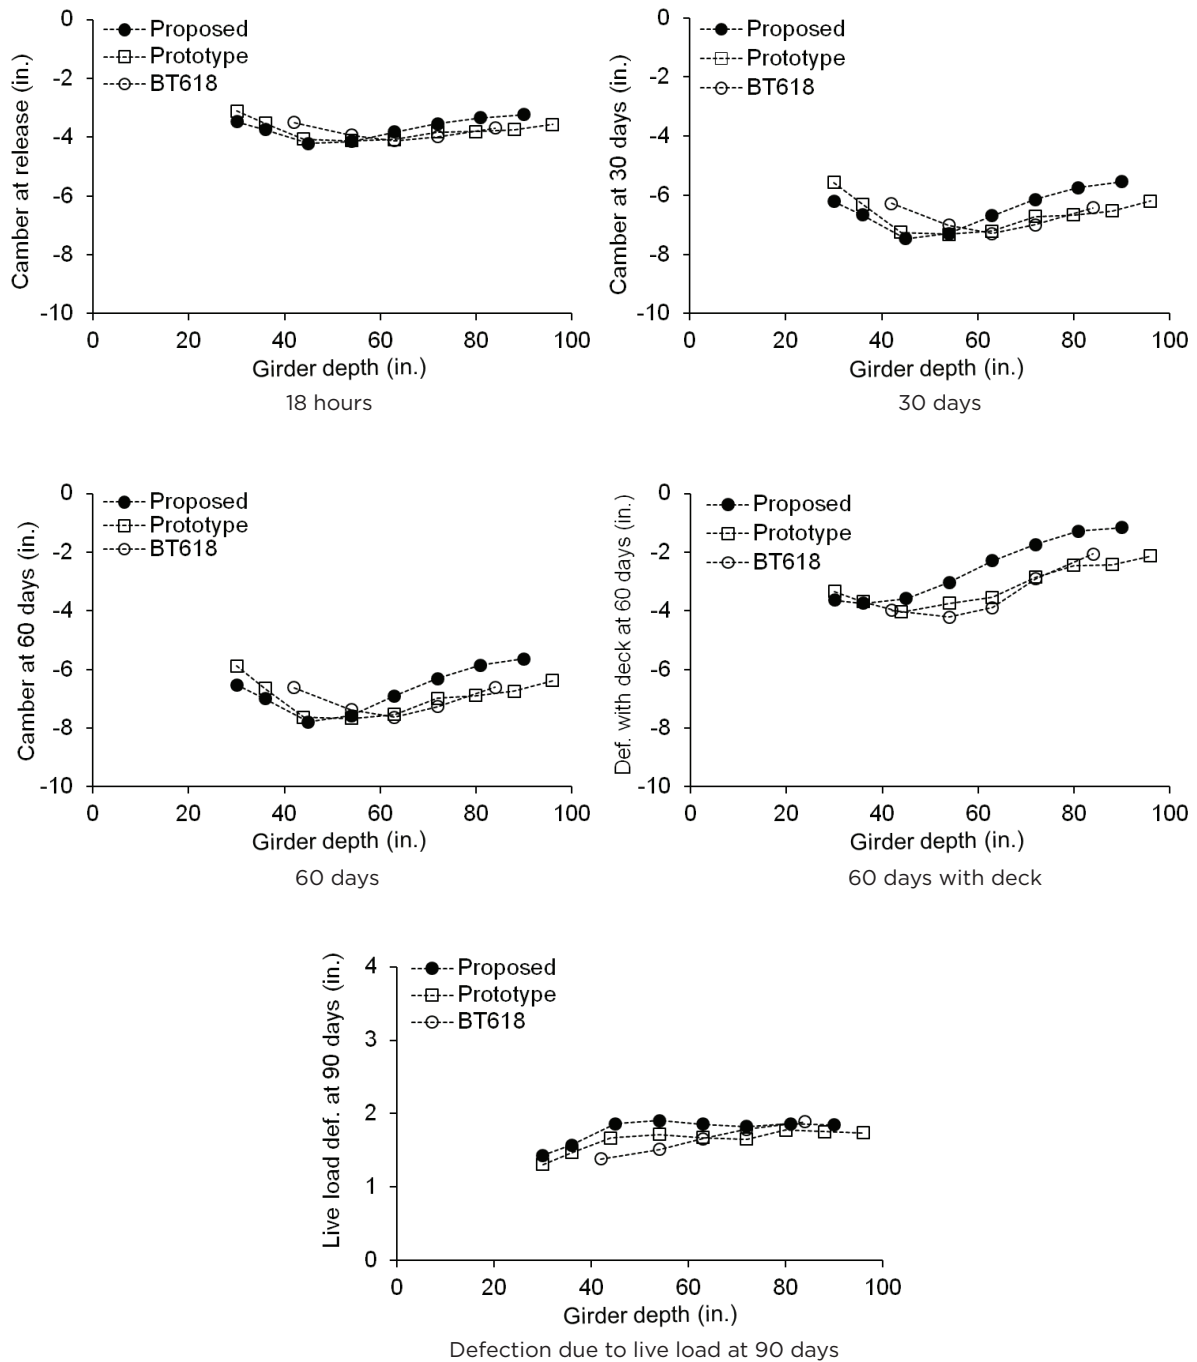 Camber at release (in.)
0
-2
-4
-6
-8
-10
Proposed
Prototype
BT618
0 20 40 60 80 100
Girder depth (in.)
18 hours
Camber at 30 days (in.)
0
-2
-4
-6
-8
-10
Proposed
Prototype
BT618
0 20 40 60 80 100
Girder depth (in.)
30 days
Camber at 60 days (in.)
0
-2
-4
-6
-8
-10
Proposed
Prototype
BT618
0 20 40 60 80 100
Girder depth (in.)
60 days
Def. with deck at 60 days (in.)
0
-2
-4
-6
-8
-10
Proposed
Prototype
BT618
0 20 40 60 80 100
Girder depth (in.)
60 days with deck
Live load def. at 90 days (in.)
4
3
2
1
0
Proposed
Prototype
BT618
0 20 40 60 80 100
Girder depth (in.)
Defection due to live load at 90 days